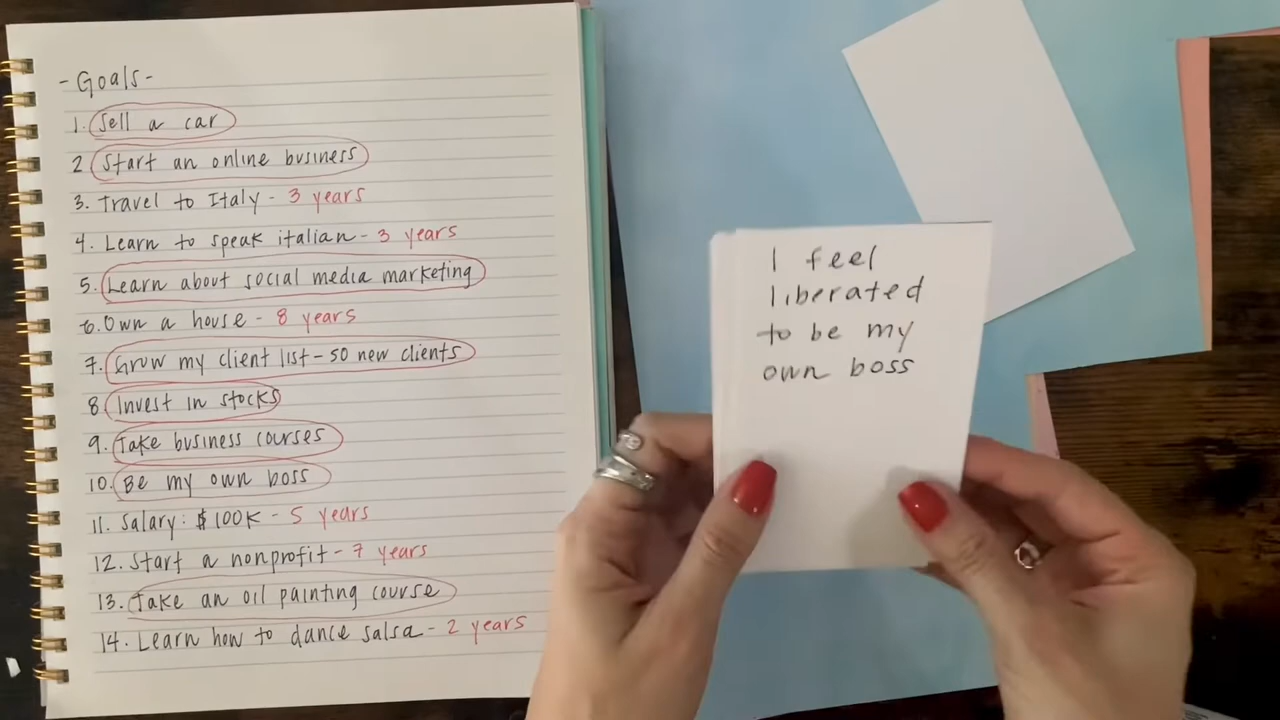 - Goals -
1. Sell a car
2 Start an online business
3. Travel to Italy - 3 years
4. Learn to speak italian - 3 years
5. Learn about social media marketing
6. Own a house - 8 years
7. Grow my client list - 50 new clients
8 Invest in stocks
9. Take business courses
10. Be my own boss
11. Salary: $100K - 5 years
12. Start a nonprofit - 7 years
13. Take an oil painting course
14. Learn how to dance salsa - 2 years
I feel
liberated
to be my
own boss